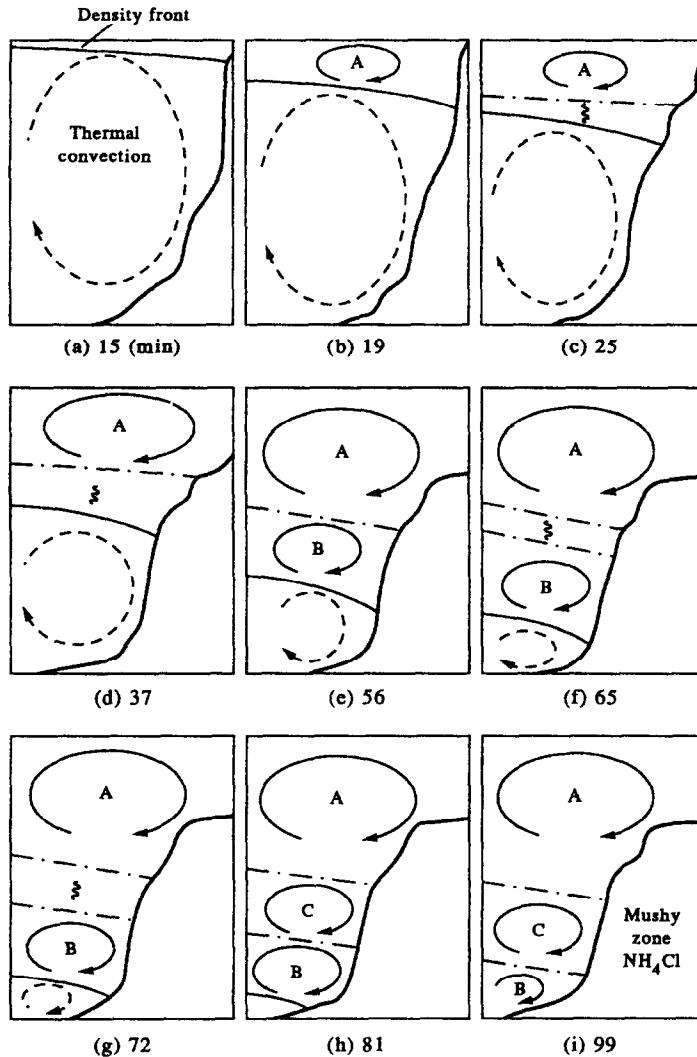 Density front
Thermal
convection
A
A
(a) 15 (min)
(b) 19
(c) 25
A
A
B
A
B
(d) 37
(e) 56
(f) 65
A
B
A
C
B
A
C
B
Mushy
zone
NH4Cl
(g) 72
(h) 81
(i) 99